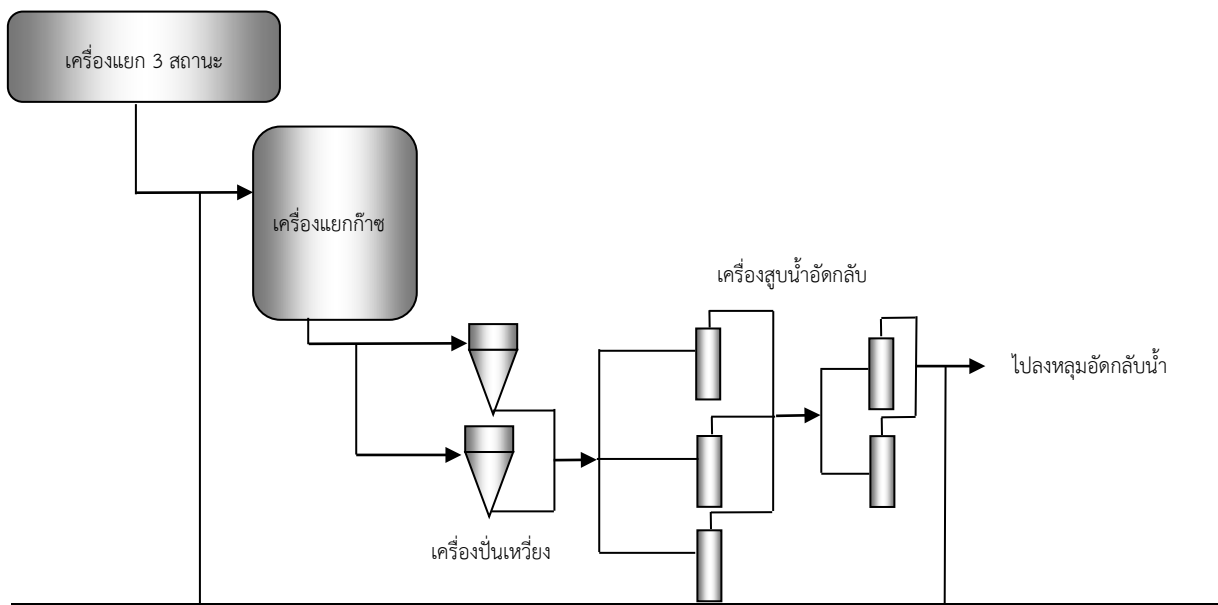 เครื่องแยก 3 สถานะ
เครื่องแยกก๊าซ
เครื่องสูบน้ำอัดกลับ
ไปลงหลุมอัดกลับน้ำ
เครื่องปั่นเหวี่ยง